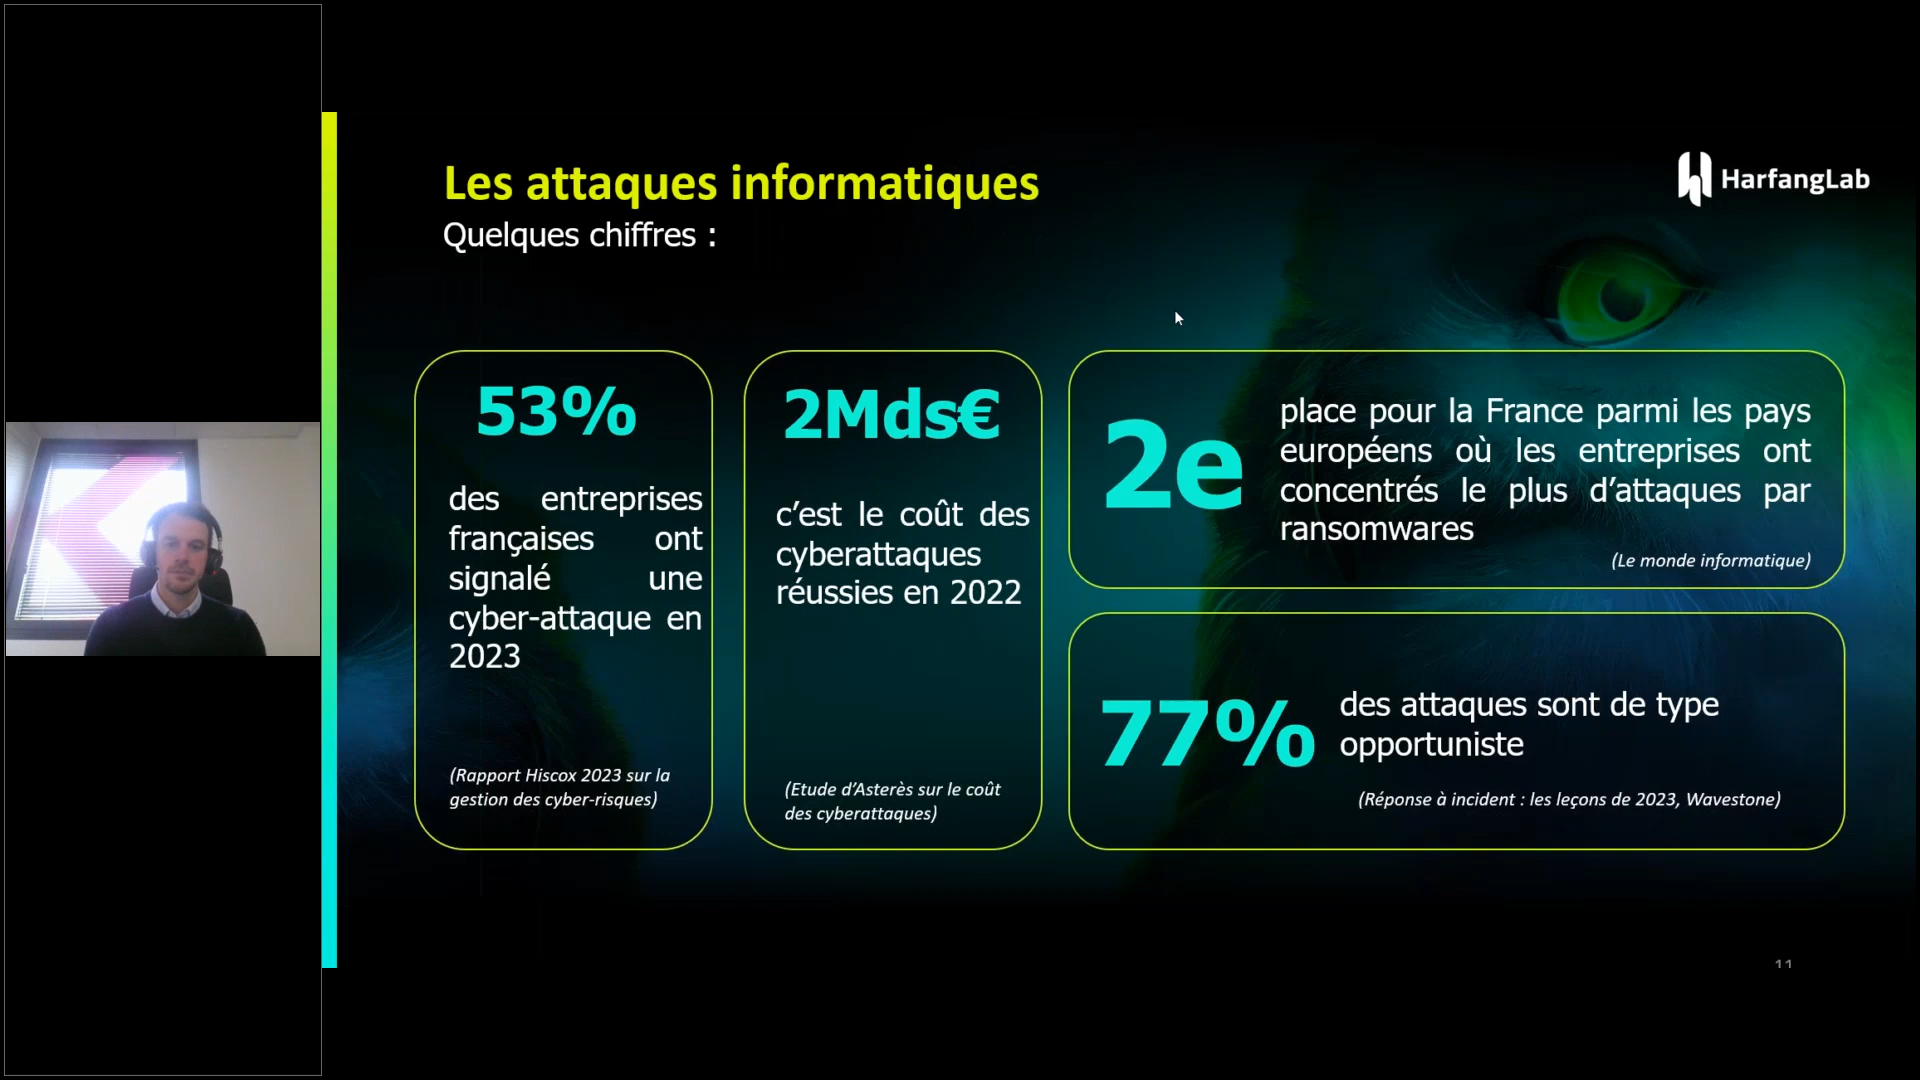 Les attaques informatiques
HarfangLab
Quelques chiffres :
53%
des entreprises
françaises ont
signalé une
cyber-attaque en
2023
(Rapport Hiscox 2023 sur la
gestion des cyber-risques)
2Mds€
c’est le coût des
cyberattaques
réussies en 2022
(Etude d’Asterès sur le coût
des cyberattaques)
2e
place pour la France parmi les pays
européens où les entreprises ont
concentrés le plus d’attaques par
ransomwares
(Le monde informatique)
77%
des attaques sont de type
opportuniste
(Réponse à incident : les leçons de 2023, Wavestone)
11